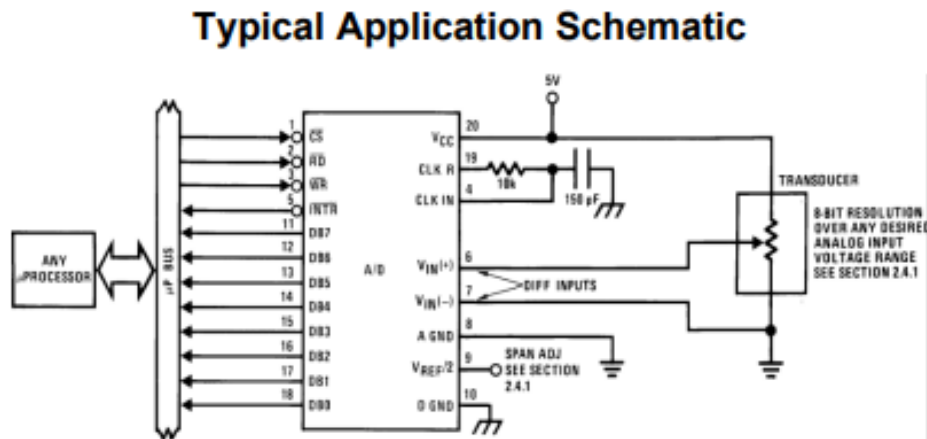 Typical Application Schematic
5V
1
CS
2
RD
3
WR
5
INTR
11
DB7
12
DB6
13
DB5
14
DB4
15
DB3
16
DB2
17
DB1
18
DB0
ANY
µPROCESSOR
µP BUS
A/D
VCC
20
CLK R
19
10k
CLK IN
4
150 pF
VIN(+)
6
DIFF INPUTS
VIN(–)
7
A GND
8
VREF/2
9
SPAN ADJ
SEE SECTION
2.4.1
D GND
10
TRANSDUCER
8-BIT RESOLUTION
OVER ANY DESIRED
ANALOG INPUT
VOLTAGE RANGE
SEE SECTION 2.4.1